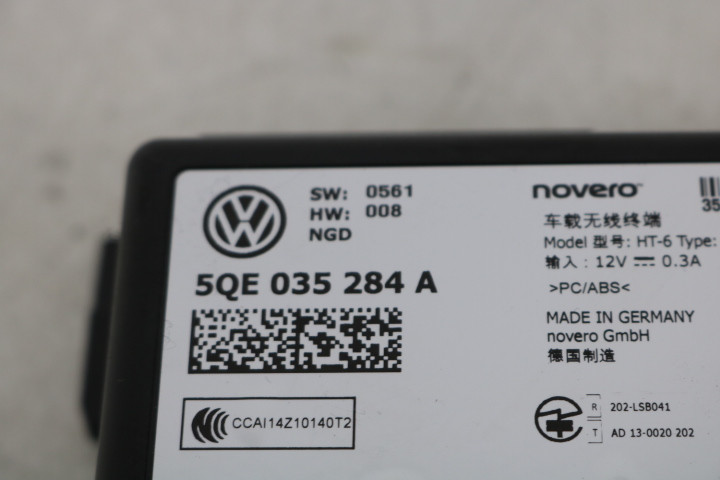 SW: 0561
HW: 008
NGD
5QE 035 284 A
CCAI14Z10140T2
novero
35
车载无线终端
Model 型号: HT-6 Type:
输入: 12V 0.3A
>PC/ABS<
MADE IN GERMANY
novero GmbH
德国制造
R 202-LSB041
T AD 13-0020 202